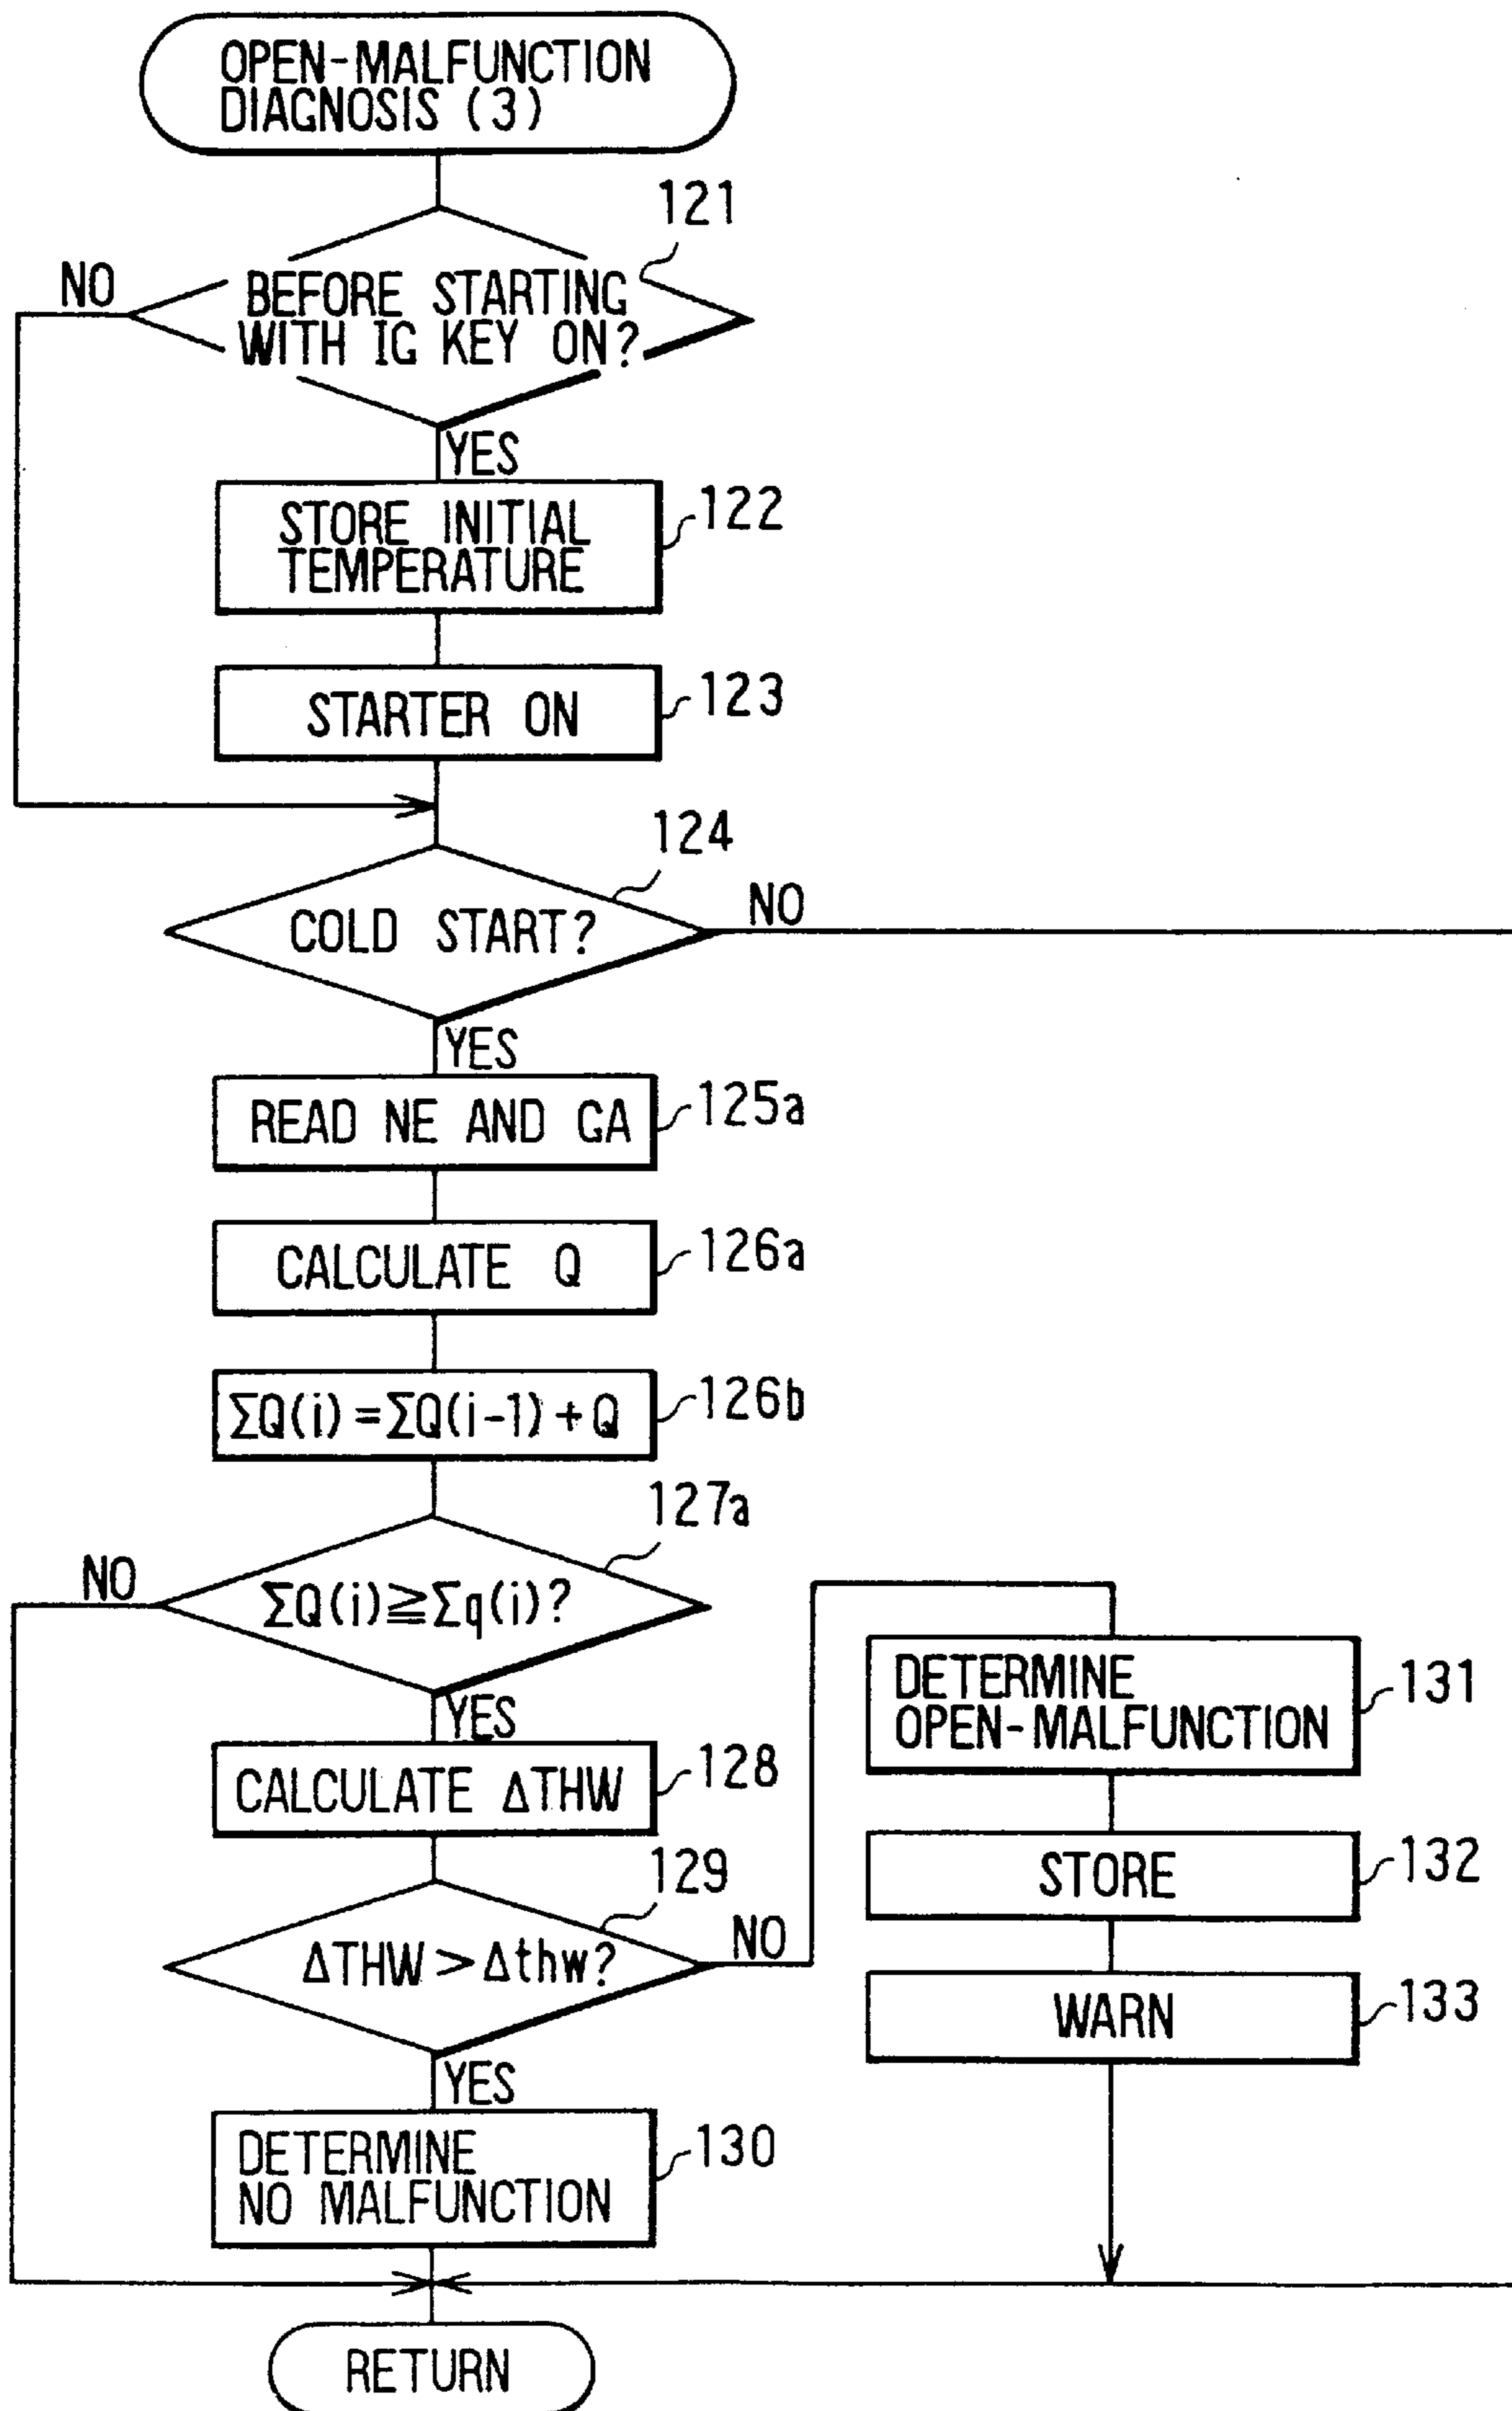 OPEN-MALFUNCTION
DIAGNOSIS (3)
121
NO
BEFORE STARTING
WITH IG KEY ON?
YES
STORE INITIAL
TEMPERATURE
122
STARTER ON
123
124
COLD START?
NO
YES
READ NE AND GA
125a
CALCULATE Q
126a
ΣQ(i)=ΣQ(i-1)+Q
126b
127a
NO
ΣQ(i)≧Σq(i)?
YES
CALCULATE ΔTHW
128
129
ΔTHW>Δthw?
NO
YES
DETERMINE
NO MALFUNCTION
130
DETERMINE
OPEN-MALFUNCTION
131
STORE
132
WARN
133
RETURN